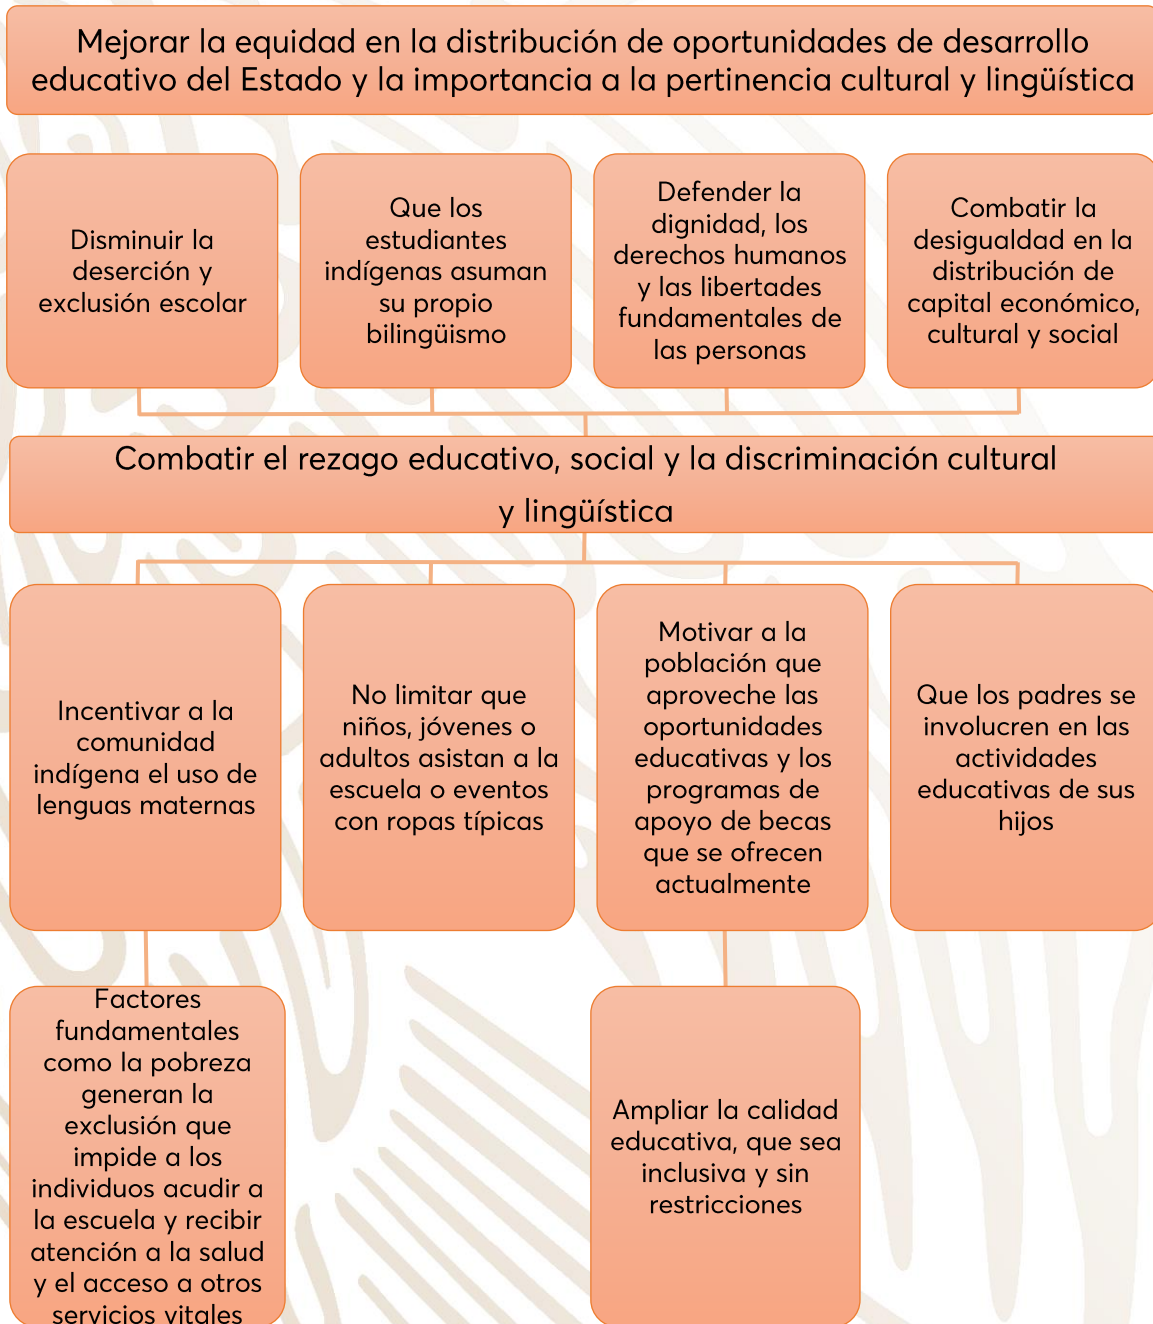 Mejorar la equidad en la distribución de oportunidades de desarrollo
educativo del Estado y la importancia a la pertinencia cultural y lingüística
Disminuir la
deserción y
exclusión escolar
Que los
estudiantes
indígenas asuman
su propio
bilingüismo
Defender la
dignidad, los
derechos humanos
y las libertades
fundamentales de
las personas
Combatir la
desigualdad en la
distribución de
capital económico,
cultural y social
Combatir el rezago educativo, social y la discriminación cultural
y lingüística
Incentivar a la
comunidad
indígena el uso de
lenguas maternas
No limitar que
niños, jóvenes o
adultos asistan a la
escuela o eventos
con ropas típicas
Motivar a la
población que
aproveche las
oportunidades
educativas y los
programas de
apoyo de becas
que se ofrecen
actualmente
Que los padres se
involucren en las
actividades
educativas de sus
hijos
Factores
fundamentales
como la pobreza
generan la
exclusión que
impide a los
individuos acudir a
la escuela y recibir
atención a la salud
y el acceso a otros
servicios vitales
Ampliar la calidad
educativa, que sea
inclusiva y sin
restricciones